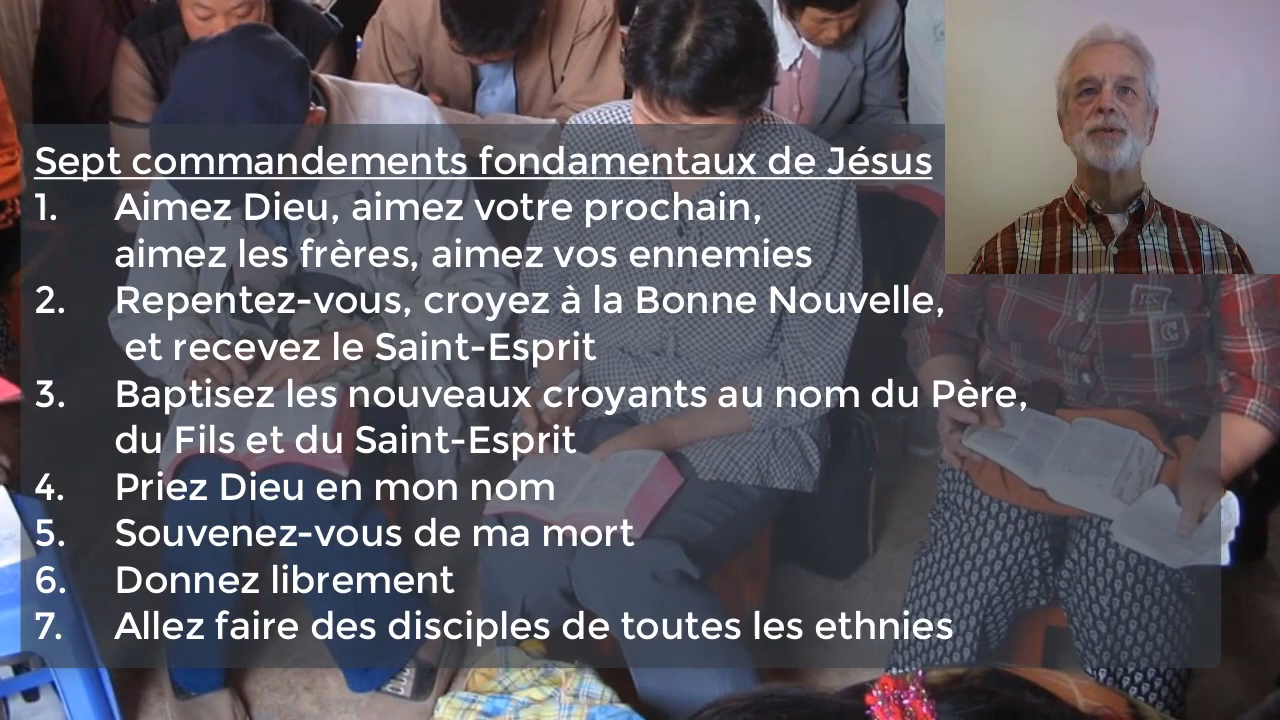 Sept commandements fondamentaux de Jésus
1. Aimez Dieu, aimez votre prochain,
aimez les frères, aimez vos ennemies
2. Repentez-vous, croyez à la Bonne Nouvelle,
et recevez le Saint-Esprit
3. Baptisez les nouveaux croyants au nom du Père,
du Fils et du Saint-Esprit
4. Priez Dieu en mon nom
5. Souvenez-vous de ma mort
6. Donnez librement
7. Allez faire des disciples de toutes les ethnies